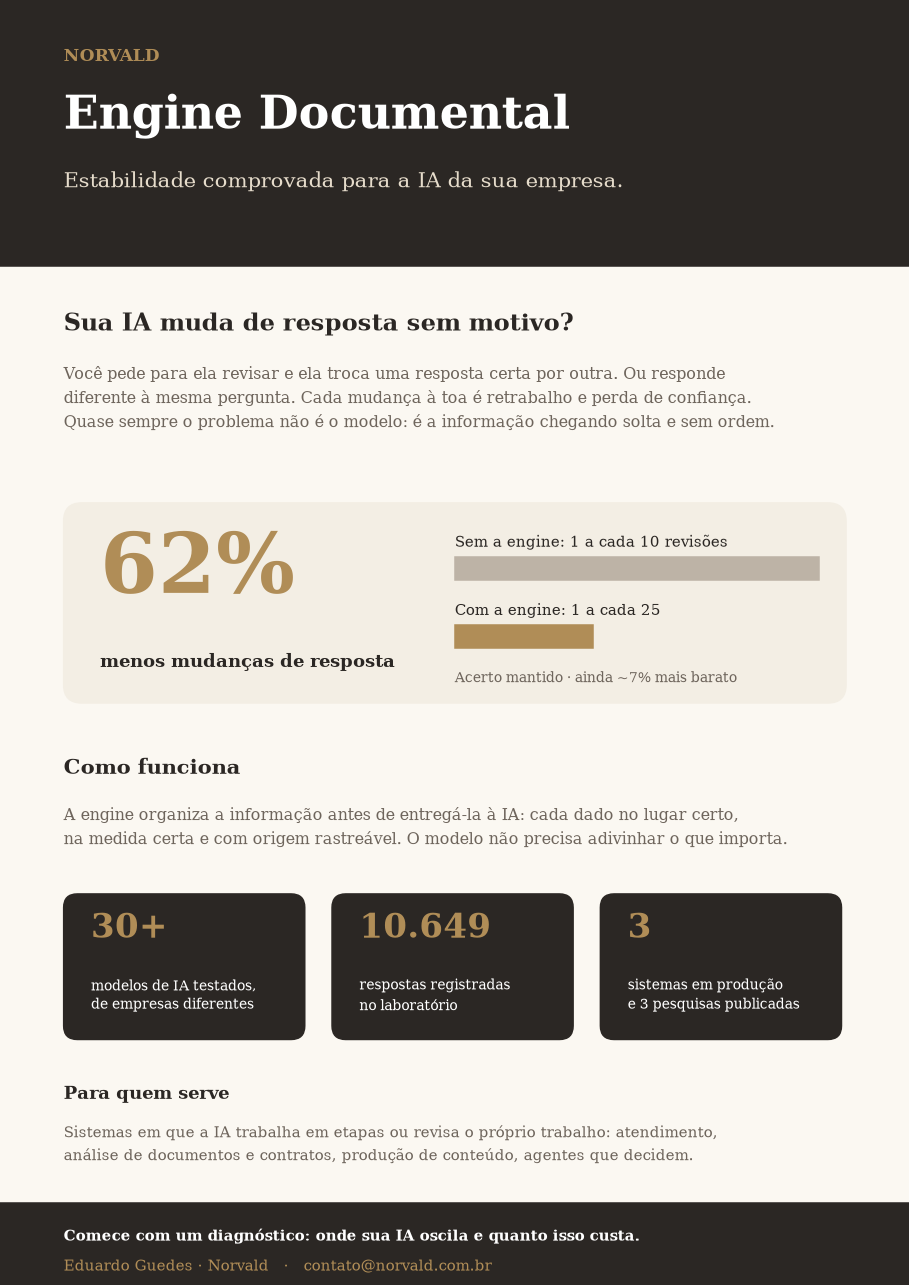 NORVALD
Engine Documental
Estabilidade comprovada para a IA da sua empresa.
Sua IA muda de resposta sem motivo?
Você pede para ela revisar e ela troca uma resposta certa por outra. Ou responde
diferente à mesma pergunta. Cada mudança à toa é retrabalho e perda de confiança.
Quase sempre o problema não é o modelo: é a informação chegando solta e sem ordem.
62%
menos mudanças de resposta
Sem a engine: 1 a cada 10 revisões
Com a engine: 1 a cada 25
Acerto mantido · ainda ~7% mais barato
Como funciona
A engine organiza a informação antes de entregá-la à IA: cada dado no lugar certo,
na medida certa e com origem rastreável. O modelo não precisa adivinhar o que importa.
30+
modelos de IA testados,
de empresas diferentes
10.649
respostas registradas
no laboratório
3
sistemas em produção
e 3 pesquisas publicadas
Para quem serve
Sistemas em que a IA trabalha em etapas ou revisa o próprio trabalho: atendimento,
análise de documentos e contratos, produção de conteúdo, agentes que decidem.
Comece com um diagnóstico: onde sua IA oscila e quanto isso custa.
Eduardo Guedes · Norvald · contato@norvald.com.br